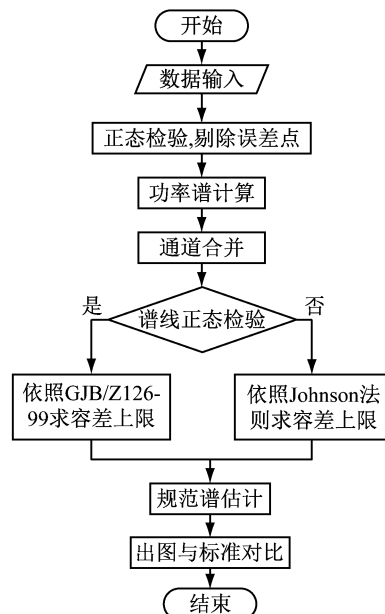 开始
数据输入
正态检验,剔除误差点
功率谱计算
通道合并
是
谱线正态检验
否
依照GJB/Z126-
99求容差上限
依照Johnson法
则求容差上限
规范谱估计
出图与标准对比
结束